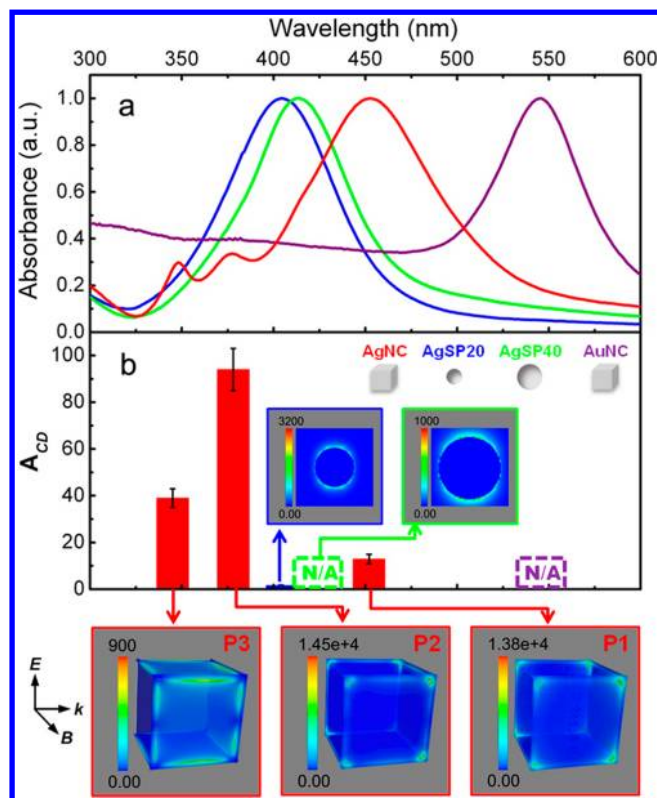 Wavelength (nm)
300 350 400 450 500 550 600
a
Absorbance (a.u.)
1.0
0.8
0.6
0.4
0.2
0.0
b
AgNC AgSP20 AgSP40 AuNC
A_CD
100
80
60
40
20
0
3200
0.00
1000
0.00
N/A
N/A
P3
900
0.00
P2
1.45e+4
0.00
P1
1.38e+4
0.00
E
k
B